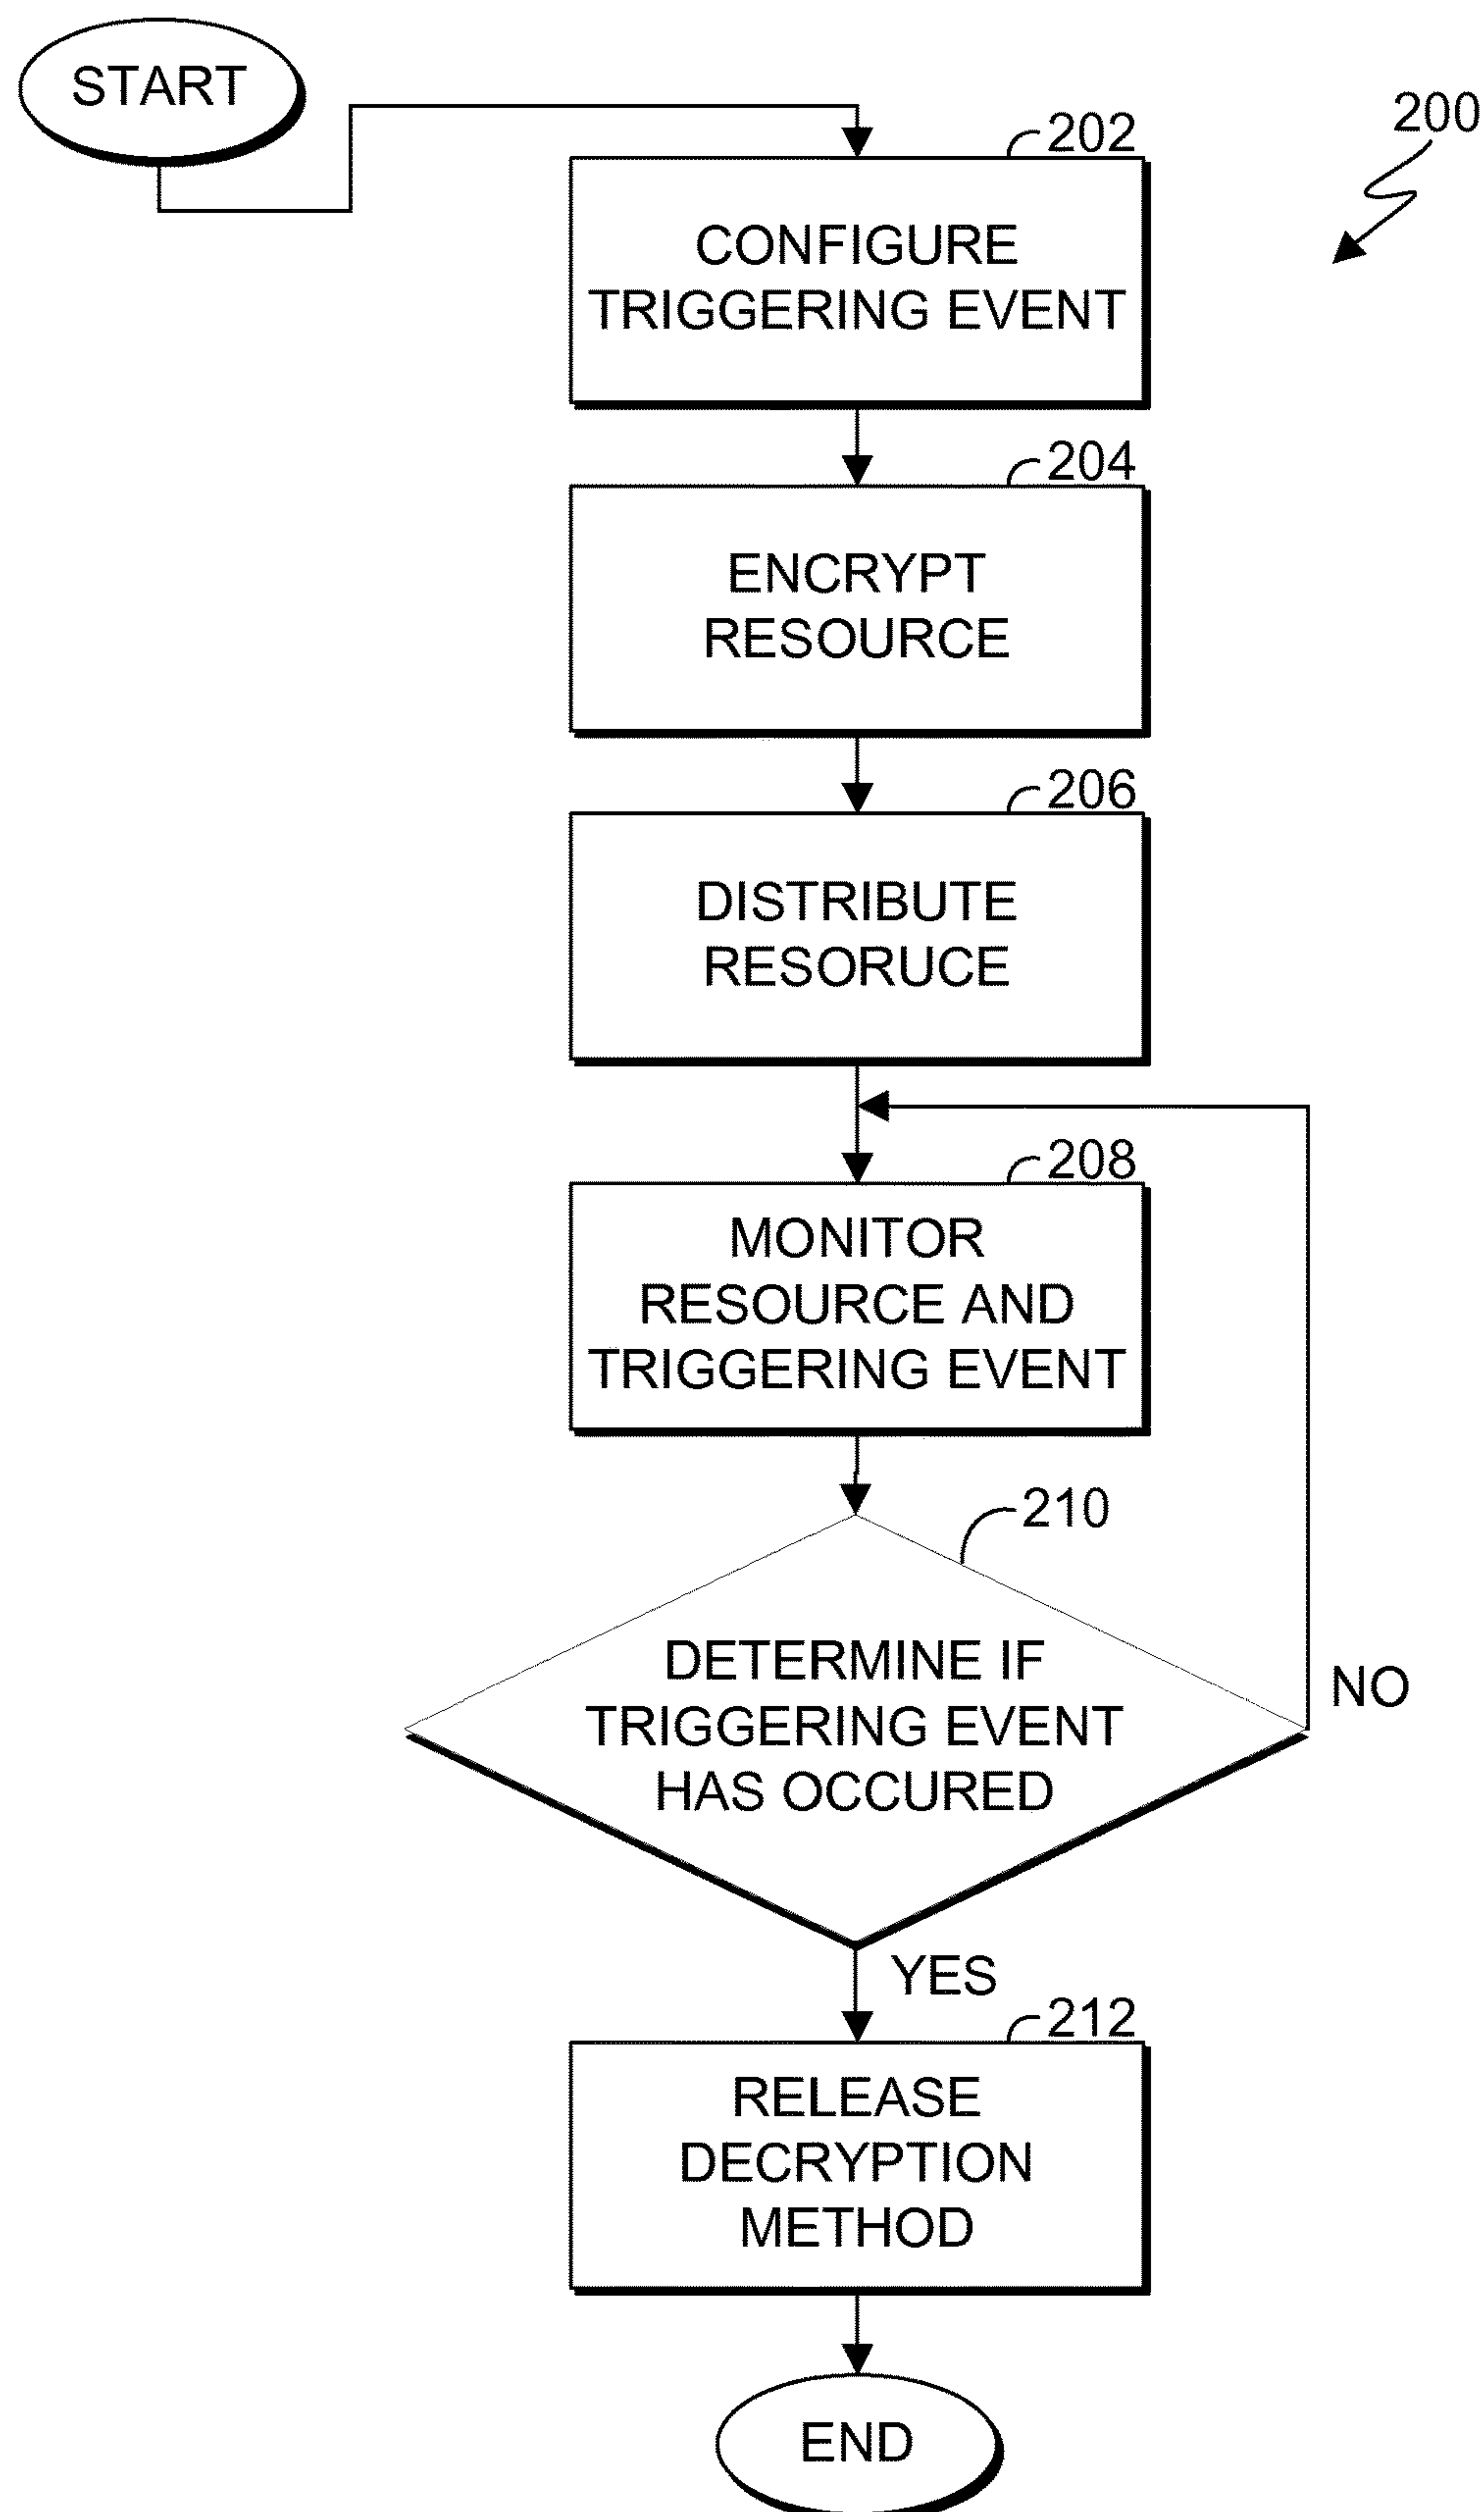 START
200
202
CONFIGURE
TRIGGERING EVENT
204
ENCRYPT
RESOURCE
206
DISTRIBUTE
RESORUCE
208
MONITOR
RESOURCE AND
TRIGGERING EVENT
210
DETERMINE IF
TRIGGERING EVENT
HAS OCCURED
NO
YES
212
RELEASE
DECRYPTION
METHOD
END